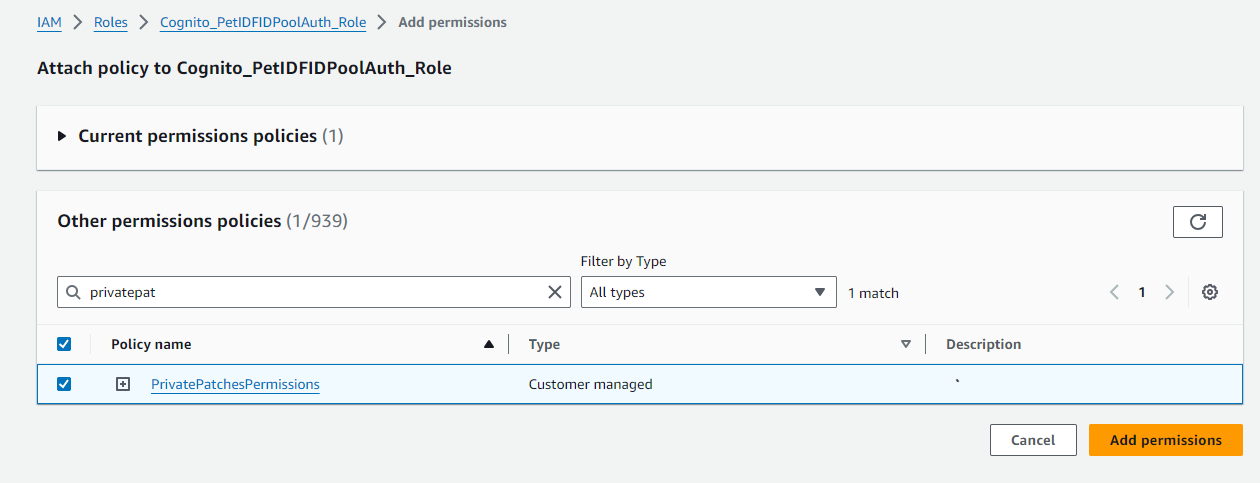 IAM > Roles > Cognito_PetIDFIDPoolAuth_Role > Add permissions
Attach policy to Cognito_PetIDFIDPoolAuth_Role
Current permissions policies (1)
Other permissions policies (1/939)
Filter by Type
privatepat All types 1 match 1
Policy name Type Description
PrivatePatchesPermissions Customer managed
Cancel Add permissions